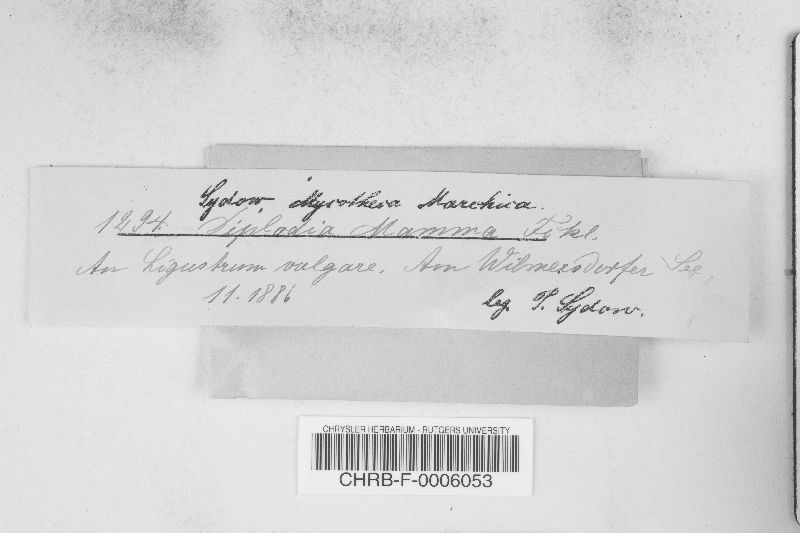 Sydow Mycotheca Marchica.
1294. Diplodia Mamma Fckl.
An Ligustrum vulgare. Am Wilmersdorfer See.
11.1886
leg. P. Sydow.
CHRYSLER HERBARIUM - RUTGERS UNIVERSITY
CHRB-F-0006053